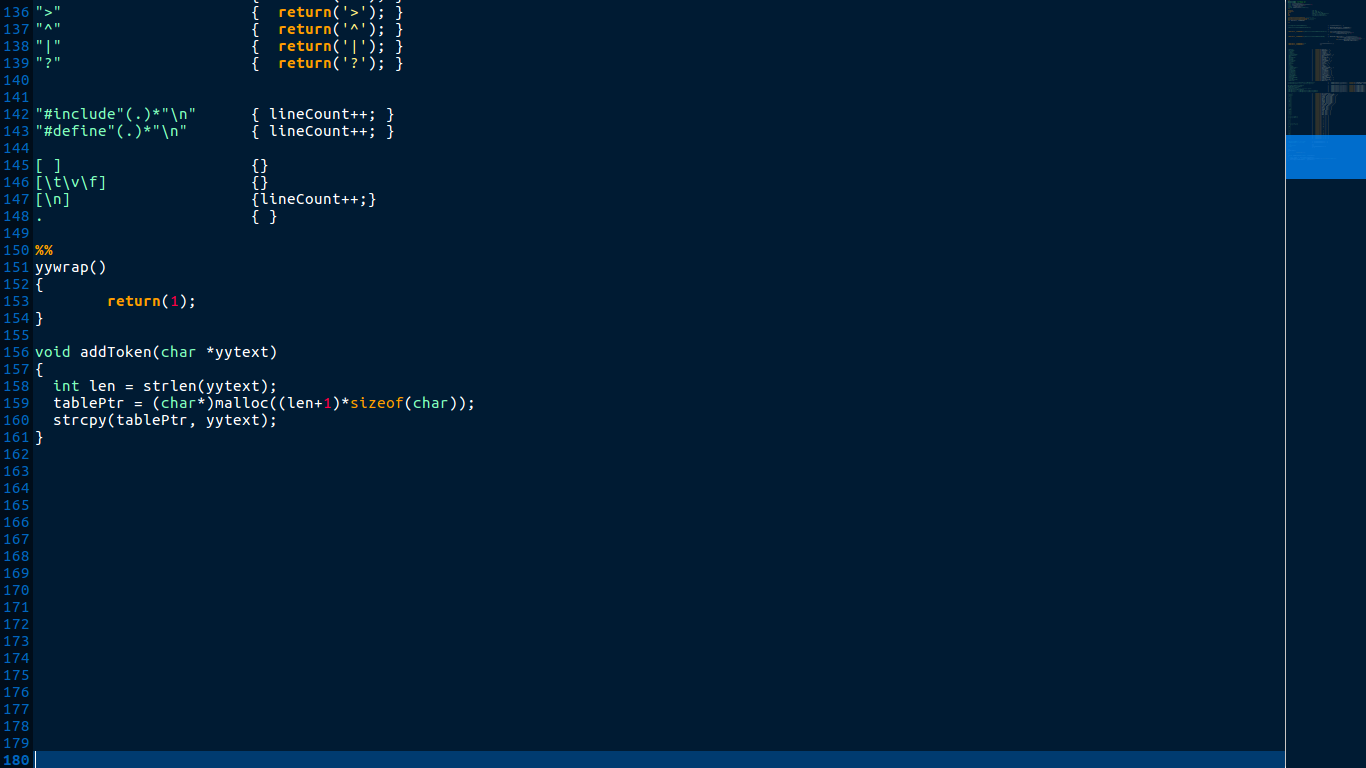 136 ">"                     {  return('>'); }
137 "^"                     {  return('^'); }
138 "|"                     {  return('|'); }
139 "?"                     {  return('?'); }
140
141
142 "#include"(.)*"\n"      { lineCount++; }
143 "#define"(.)*"\n"       { lineCount++; }
144
145 [ ]                     {}
146 [\t\v\f]                {}
147 [\n]                    {lineCount++;}
148 .                       { }
149
150 %%
151 yywrap()
152 {
153         return(1);
154 }
155
156 void addToken(char *yytext)
157 {
158   int len = strlen(yytext);
159   tablePtr = (char*)malloc((len+1)*sizeof(char));
160   strcpy(tablePtr, yytext);
161 }
162
163
164
165
166
167
168
169
170
171
172
173
174
175
176
177
178
179
180